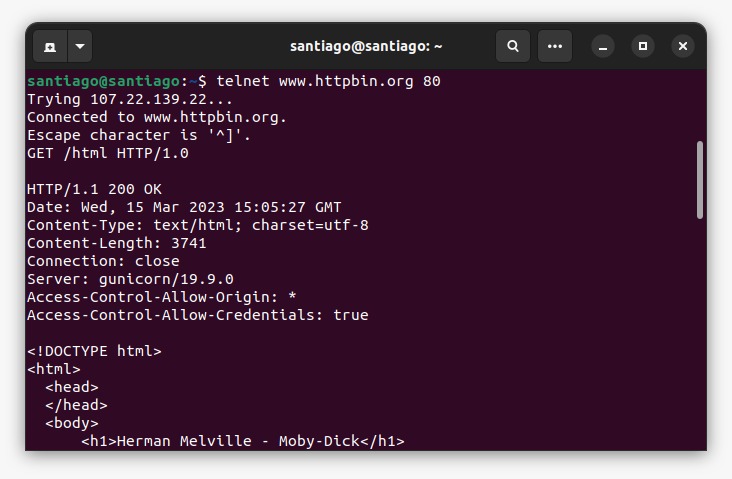 santiago@santiago: ~
santiago@santiago:~$ telnet www.httpbin.org 80
Trying 107.22.139.22...
Connected to www.httpbin.org.
Escape character is '^]'.
GET /html HTTP/1.0

HTTP/1.1 200 OK
Date: Wed, 15 Mar 2023 15:05:27 GMT
Content-Type: text/html; charset=utf-8
Content-Length: 3741
Connection: close
Server: gunicorn/19.9.0
Access-Control-Allow-Origin: *
Access-Control-Allow-Credentials: true

<!DOCTYPE html>
<html>
  <head>
  </head>
  <body>
      <h1>Herman Melville - Moby-Dick</h1>